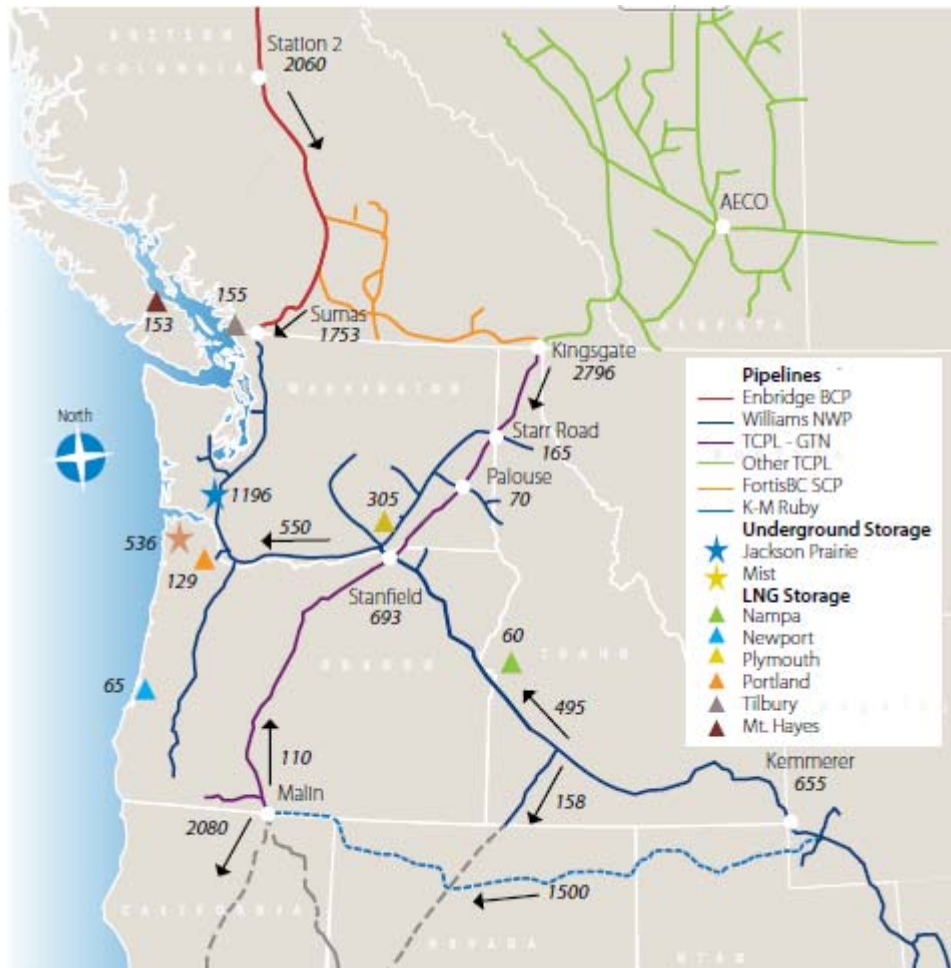 BRITISH
COLUMBIA
Station 2
2060
AECO
ALBERTA
155
153
Sumas
1753
Kingsgate
2796
WASHINGTON
North
Starr Road
165
Palouse
70
1196
305
550
536
129
Stanfield
693
OREGON
60
IDAHO
65
495
110
Malin
158
Kemmerer
655
2080
1500
CALIFORNIA
NEVADA
UTAH
Pipelines
Enbridge BCP
Williams NWP
TCPL - GTN
Other TCPL
FortisBC SCP
K-M Ruby
Underground Storage
Jackson Prairie
Mist
LNG Storage
Nampa
Newport
Plymouth
Portland
Tilbury
Mt. Hayes